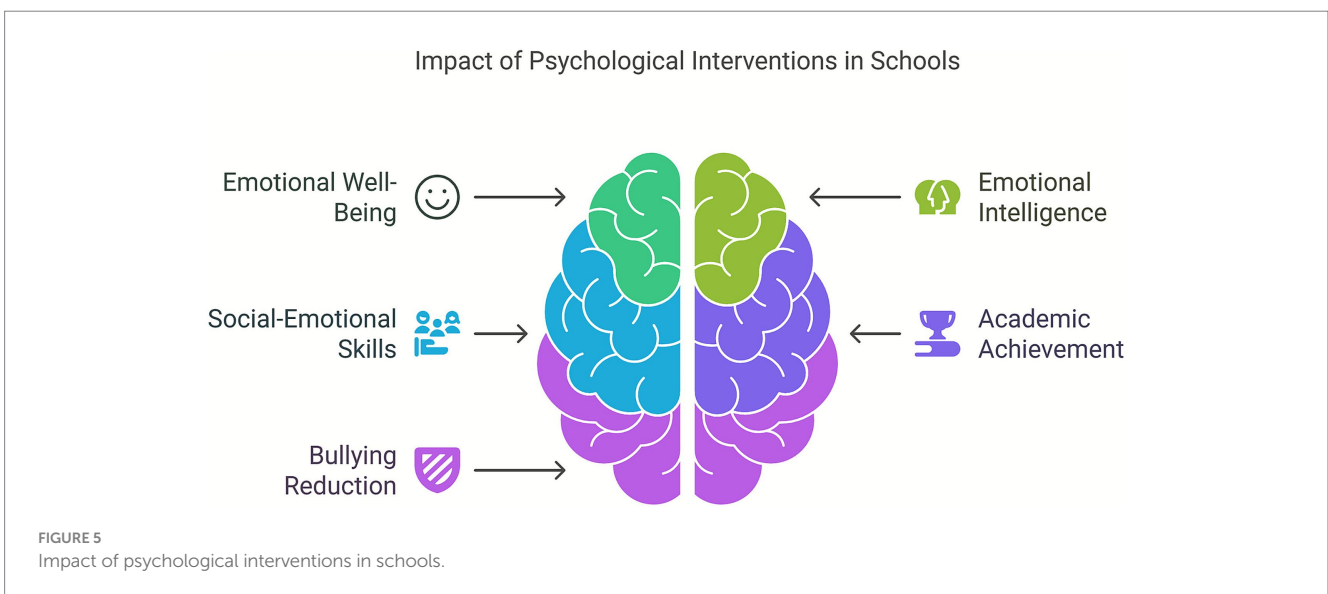 Impact of Psychological Interventions in Schools
Emotional Well-
Being
Emotional
Intelligence
Social-Emotional
Skills
Academic
Achievement
Bullying
Reduction
FIGURE 5
Impact of psychological interventions in schools.